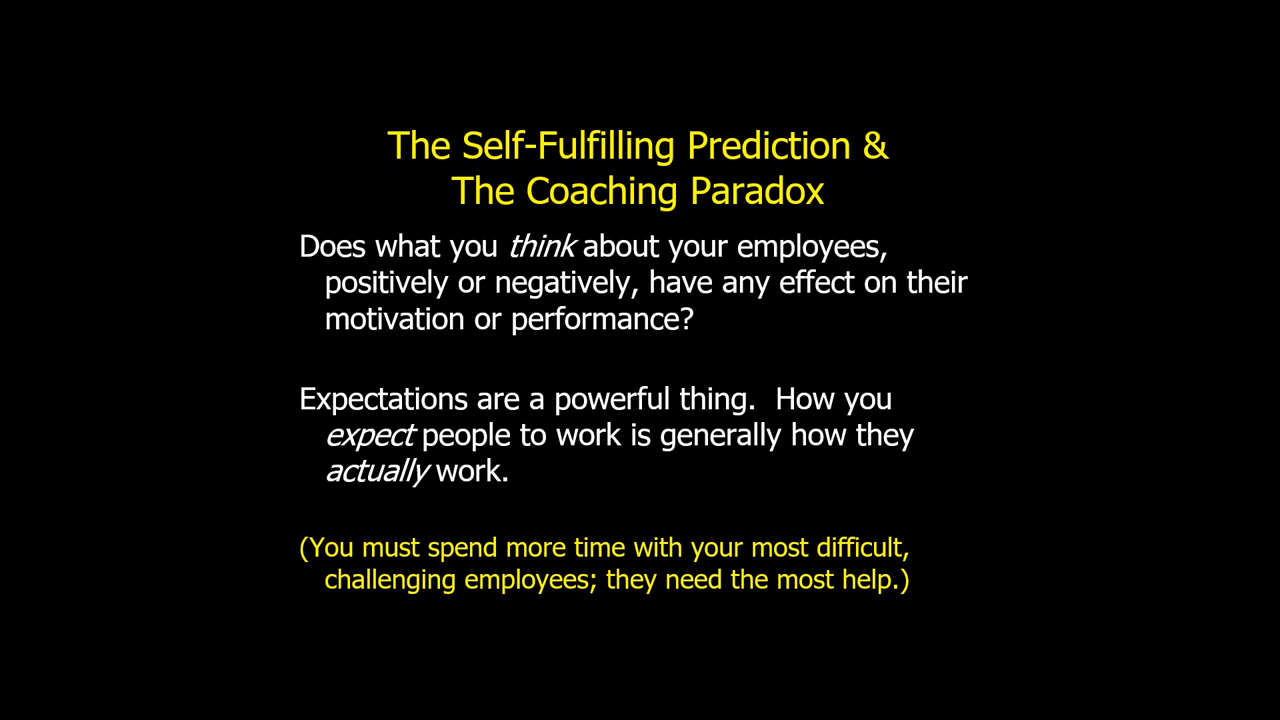 The Self-Fulfilling Prediction &
The Coaching Paradox
Does what you think about your employees,
positively or negatively, have any effect on their
motivation or performance?
Expectations are a powerful thing.  How you
expect people to work is generally how they
actually work.
(You must spend more time with your most difficult,
challenging employees; they need the most help.)